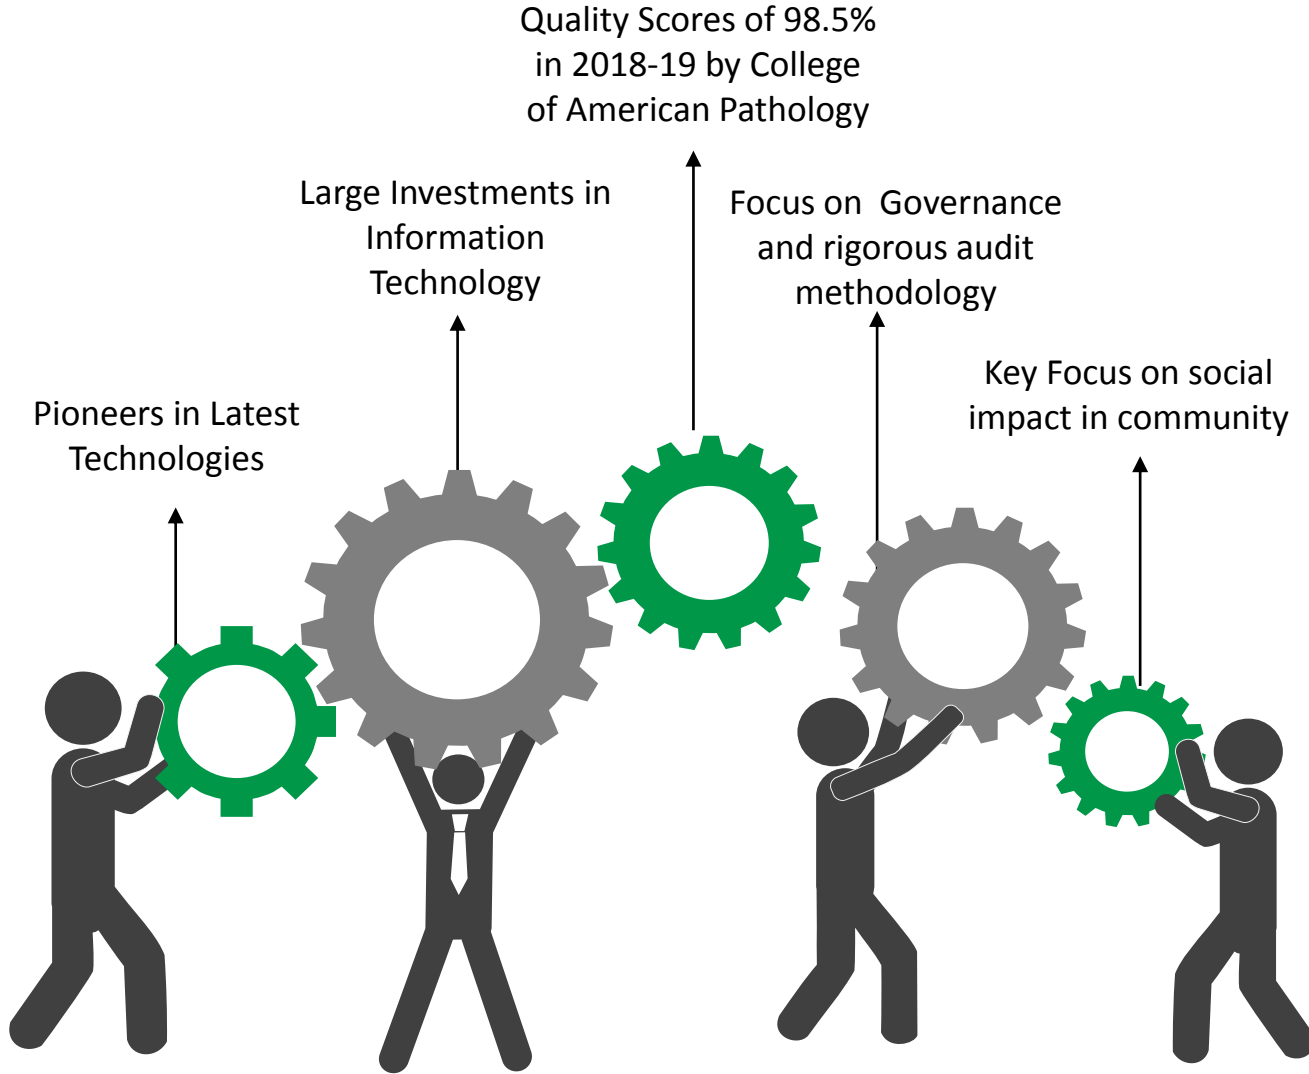 Quality Scores of 98.5%
in 2018-19 by College
of American Pathology
Large Investments in
Information
Technology
Focus on  Governance
and rigorous audit
methodology
Key Focus on social
impact in community
Pioneers in Latest
Technologies